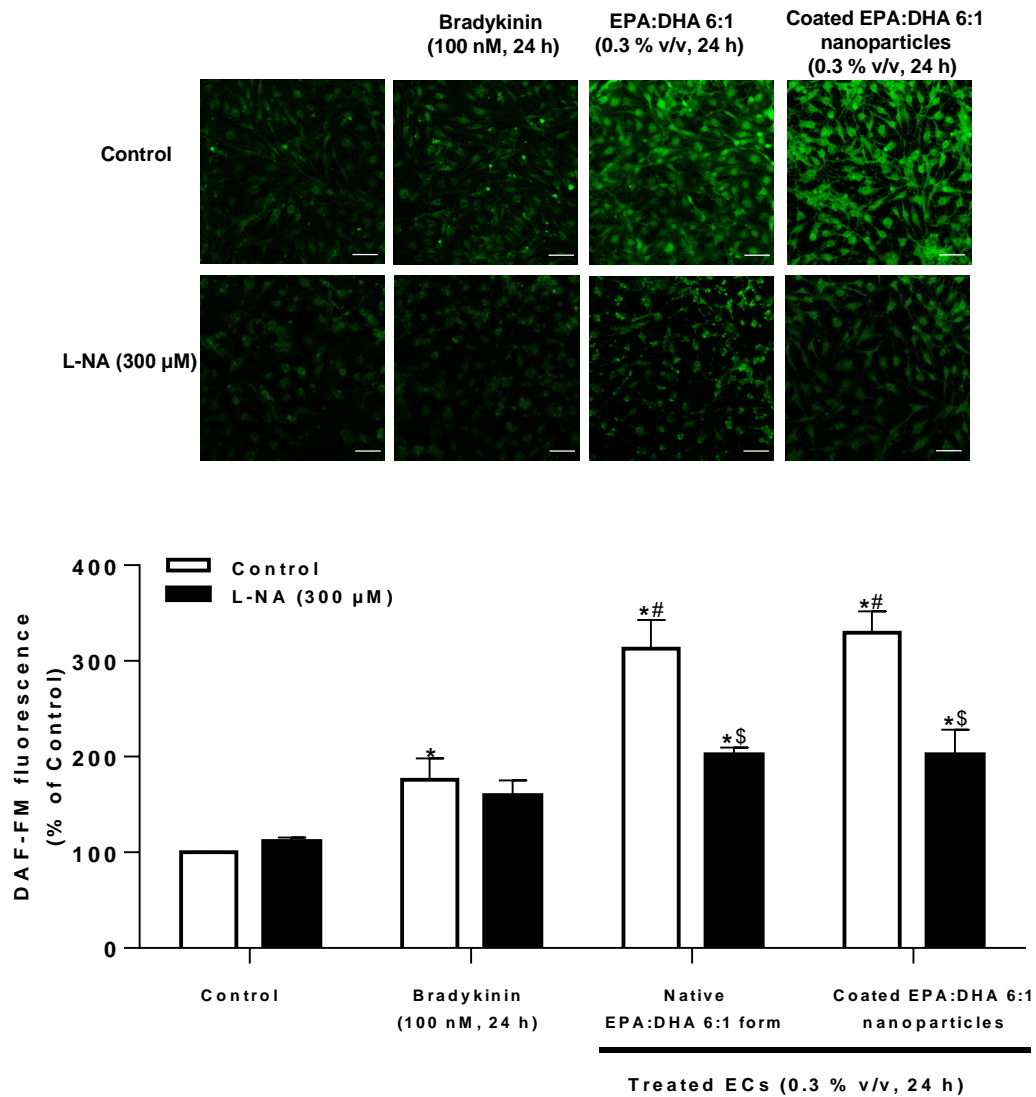 Bradykinin
(100 nM, 24 h)
EPA:DHA 6:1
(0.3 % v/v, 24 h)
Coated EPA:DHA 6:1
nanoparticles
(0.3 % v/v, 24 h)
Control
L-NA (300 µM)
DAF-FM fluorescence
(% of Control)
400
300
200
100
0
Control
L-NA (300 µM)
*
*#
*$
*#
*$
Control
Bradykinin
(100 nM, 24 h)
Native
EPA:DHA 6:1 form
Coated EPA:DHA 6:1
nanoparticles
Treated ECs (0.3 % v/v, 24 h)